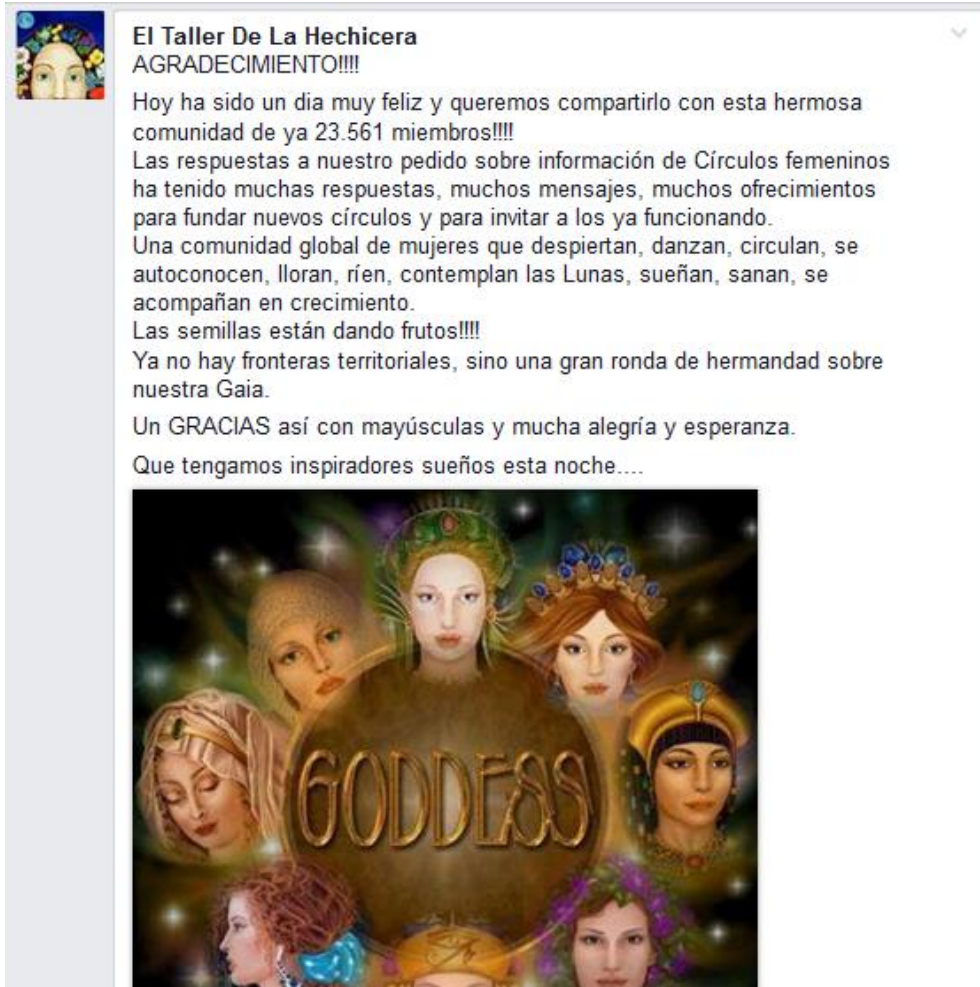 El Taller De La Hechicera
AGRADECIMIENTO!!!!
Hoy ha sido un dia muy feliz y queremos compartirlo con esta hermosa
comunidad de ya 23.561 miembros!!!!
Las respuestas a nuestro pedido sobre información de Círculos femeninos
ha tenido muchas respuestas, muchos mensajes, muchos ofrecimientos
para fundar nuevos círculos y para invitar a los ya funcionando.
Una comunidad global de mujeres que despiertan, danzan, circulan, se
autoconocen, lloran, ríen, contemplan las Lunas, sueñan, sanan, se
acompañan en crecimiento.
Las semillas están dando frutos!!!!
Ya no hay fronteras territoriales, sino una gran ronda de hermandad sobre
nuestra Gaia.
Un GRACIAS así con mayúsculas y mucha alegría y esperanza.
Que tengamos inspiradores sueños esta noche....
GODDESS